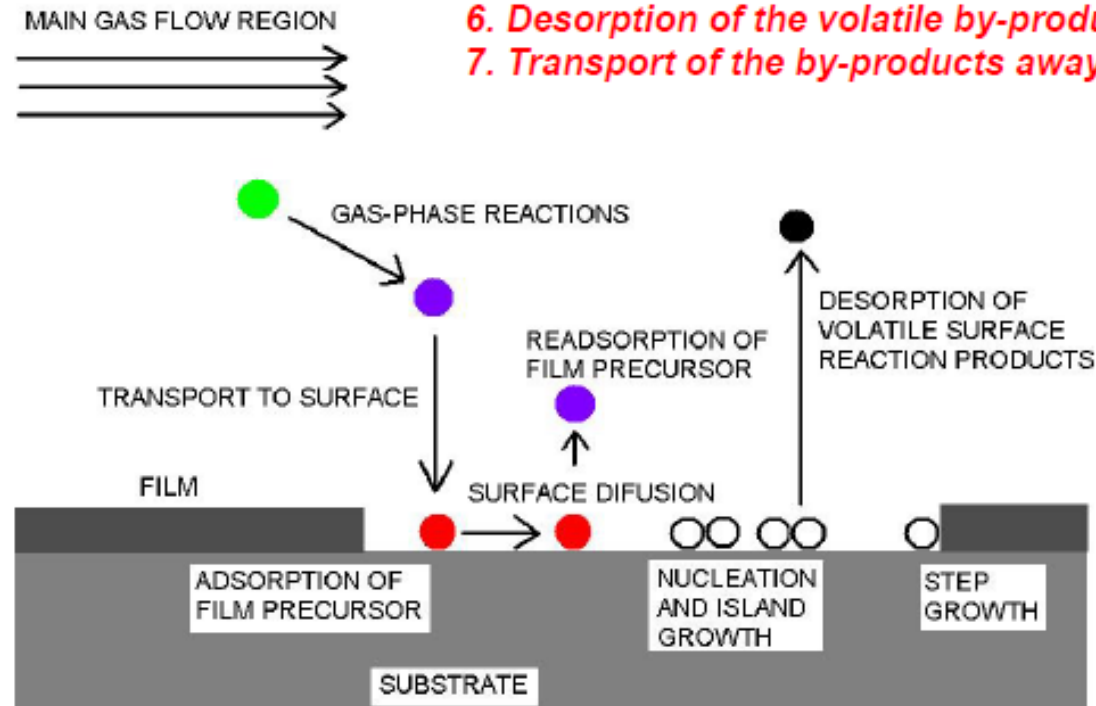 MAIN GAS FLOW REGION
6. Desorption of the volatile by-produ
7. Transport of the by-products away
GAS-PHASE REACTIONS
DESORPTION OF
VOLATILE SURFACE
REACTION PRODUCTS
READSORPTION OF
FILM PRECURSOR
TRANSPORT TO SURFACE
FILM
SURFACE DIFUSION
ADSORPTION OF
FILM PRECURSOR
NUCLEATION
AND ISLAND
GROWTH
STEP
GROWTH
SUBSTRATE